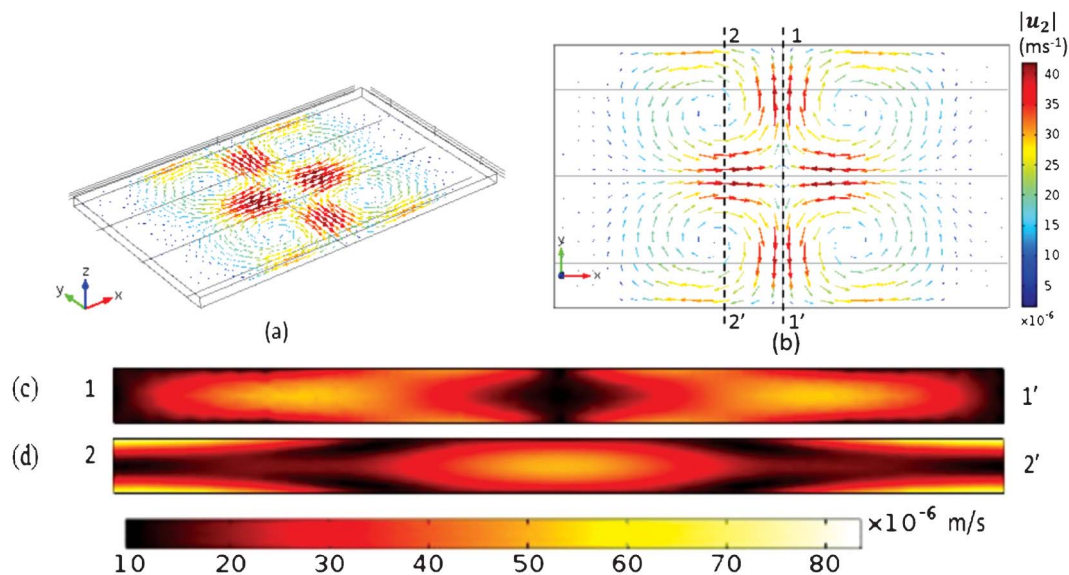 2 1
|u₂|
(ms⁻¹)
40
35
30
25
20
15
10
5
×10⁻⁶
z
y x
y
x
2′ 1′
(a)
(b)
(c) 1 1′
(d) 2 2′
×10⁻⁶ m/s
10 20 30 40 50 60 70 80